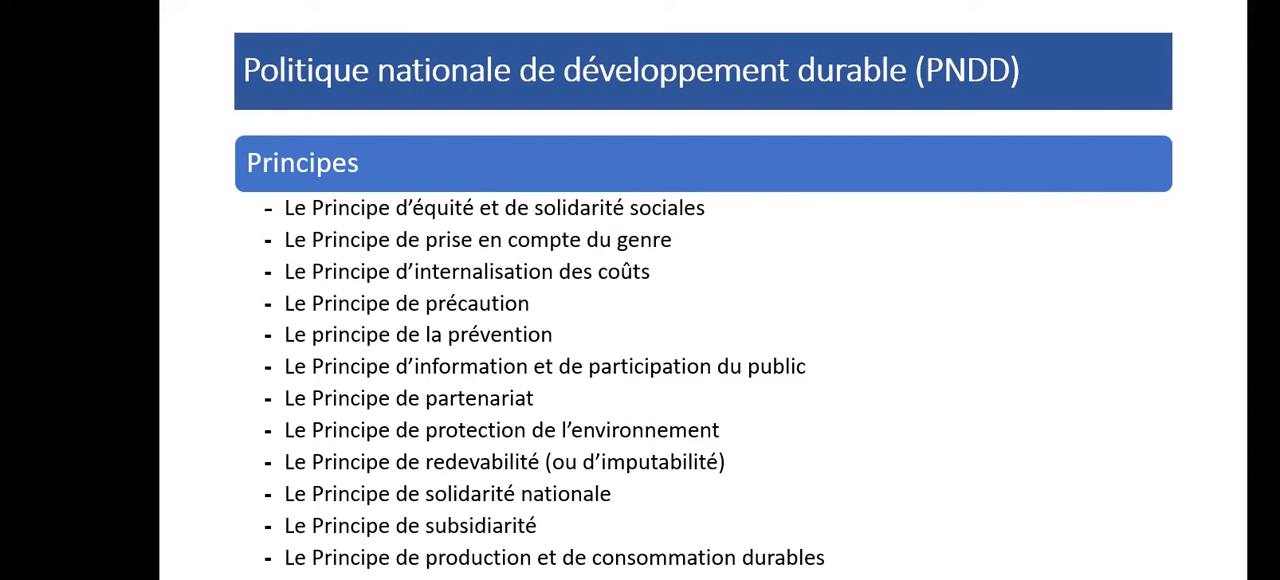 Politique nationale de développement durable (PNDD)
Principes
- Le Principe d’équité et de solidarité sociales
- Le Principe de prise en compte du genre
- Le Principe d’internalisation des coûts
- Le Principe de précaution
- Le principe de la prévention
- Le Principe d’information et de participation du public
- Le Principe de partenariat
- Le Principe de protection de l’environnement
- Le Principe de redevabilité (ou d’imputabilité)
- Le Principe de solidarité nationale
- Le Principe de subsidiarité
- Le Principe de production et de consommation durables